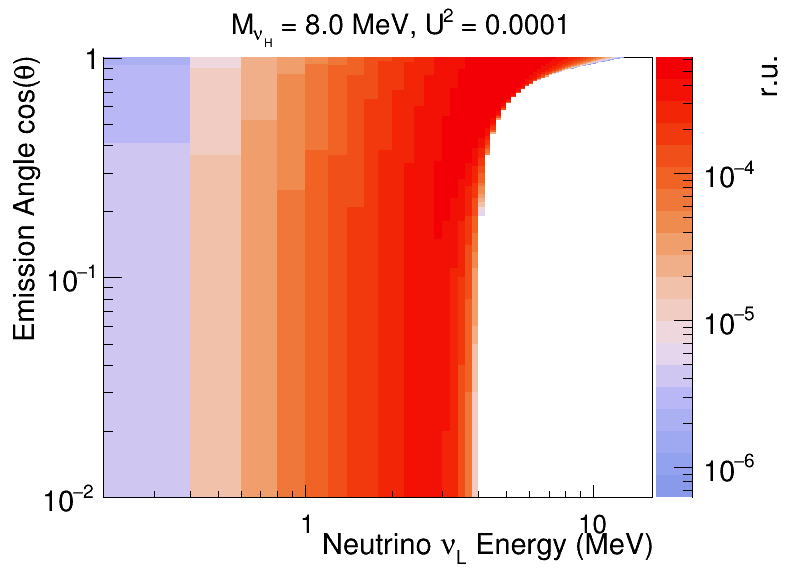 M_{ν_H} = 8.0 MeV, U² = 0.0001
Emission Angle cos(θ)
1
10⁻¹
10⁻²
1
10
Neutrino ν_L Energy (MeV)
r.u.
10⁻⁴
10⁻⁵
10⁻⁶